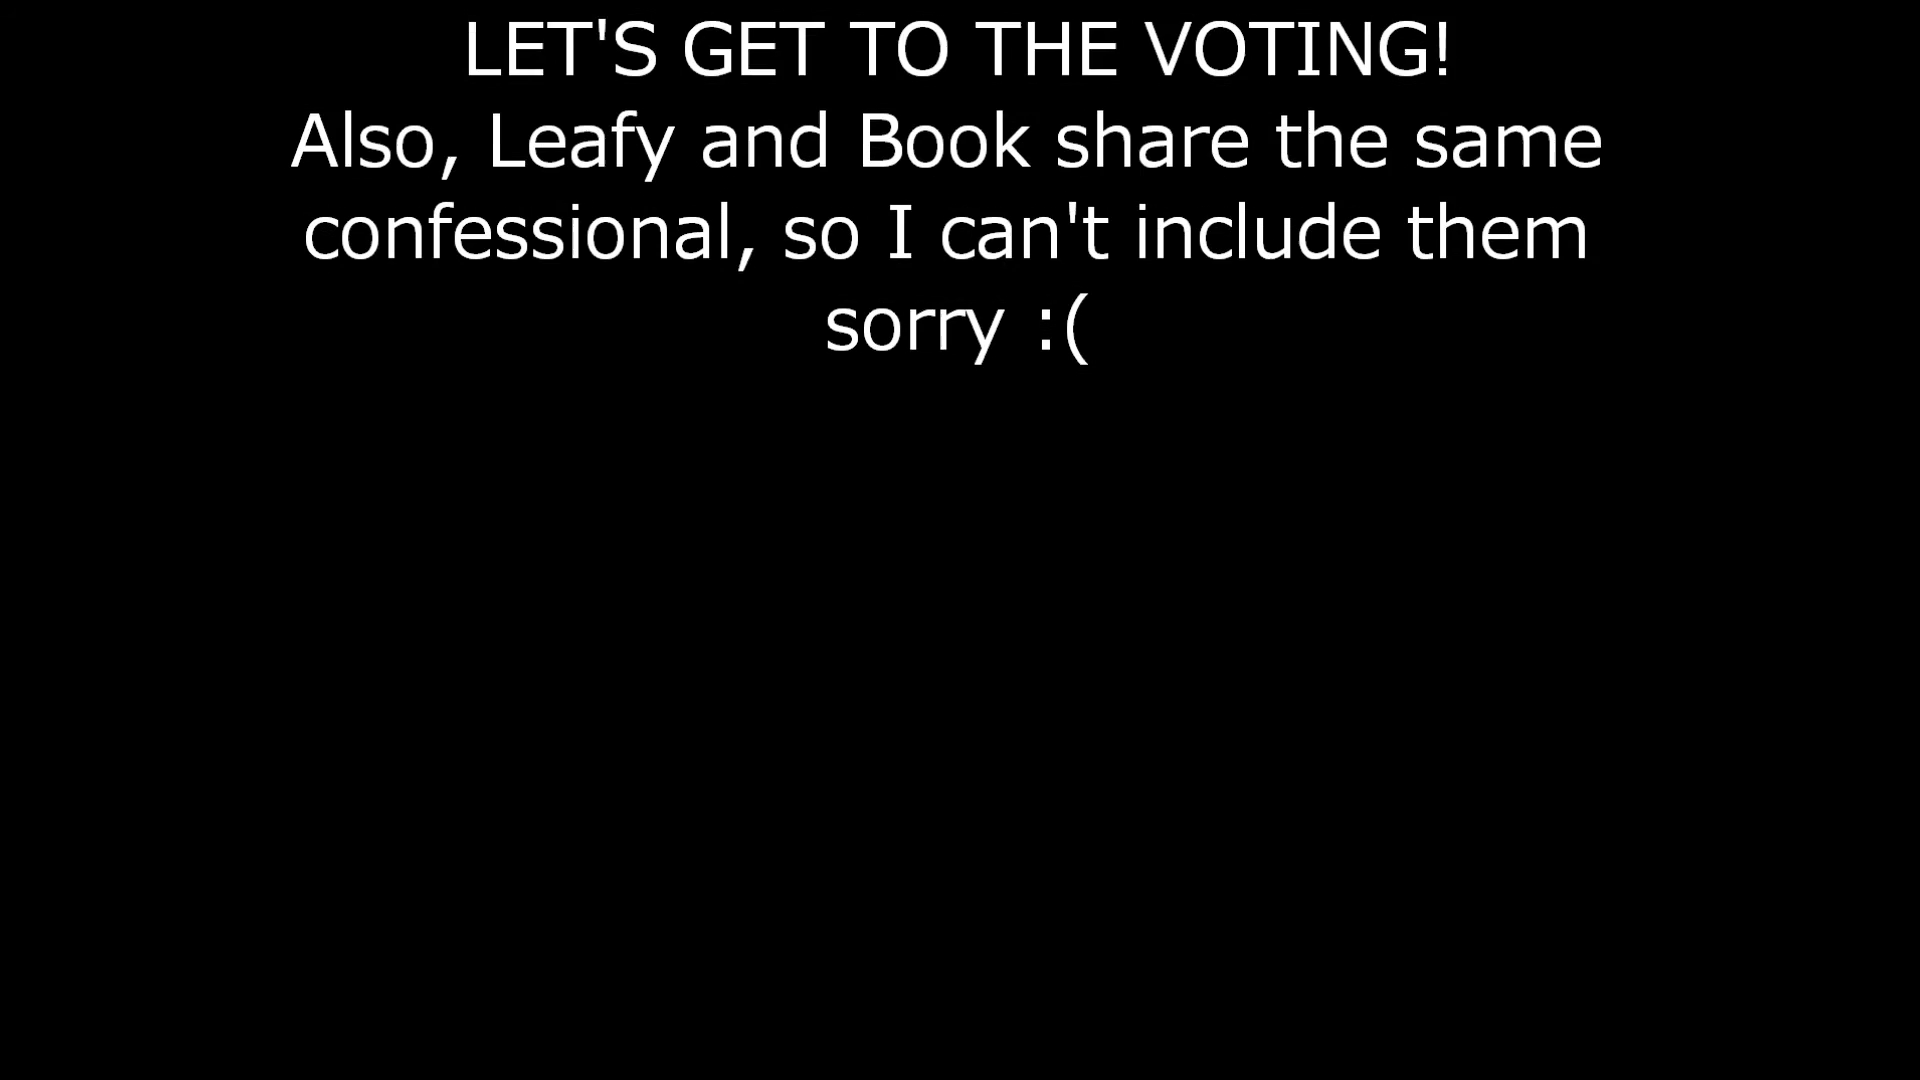 LET'S GET TO THE VOTING!
Also, Leafy and Book share the same
confessional, so I can't include them
sorry :(